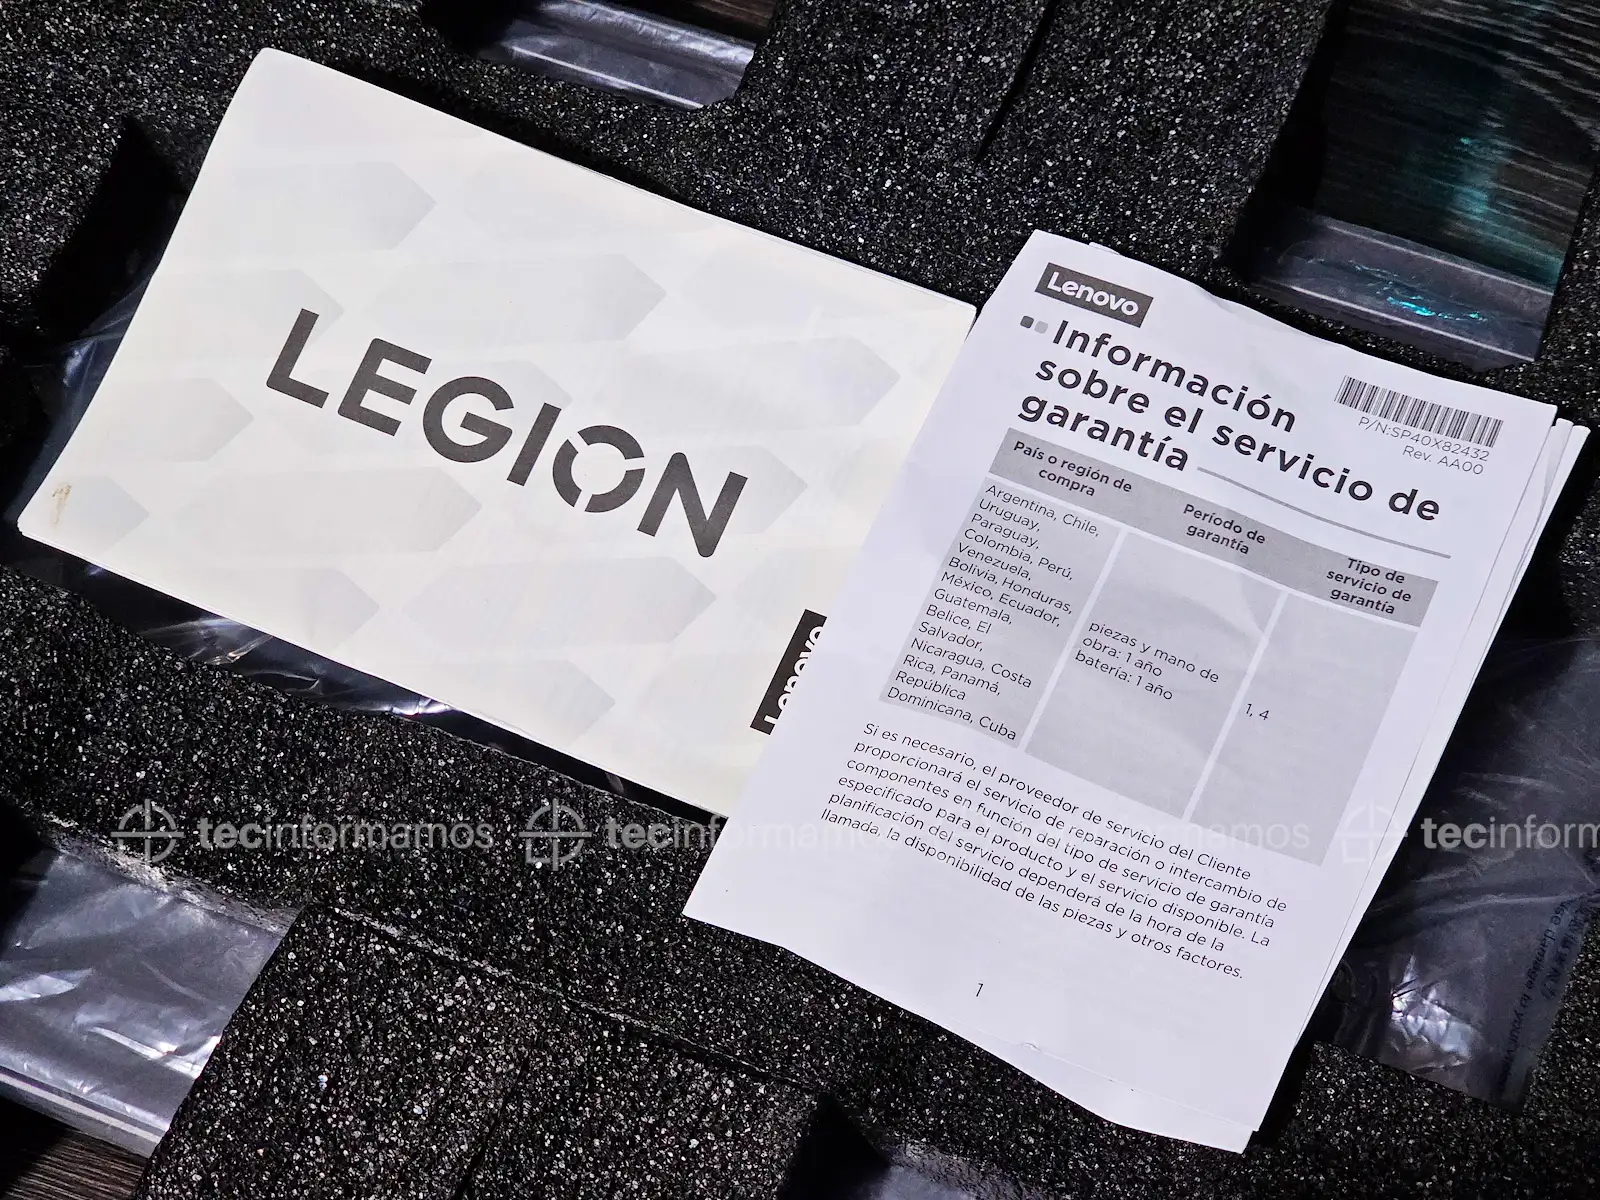 LEGION
Lenovo
Lenovo
Información
sobre el servicio de
garantía
P/N:SP40X82432
Rev. AA00
País o región de
compra
Período de
garantía
Tipo de
servicio de
garantía
Argentina, Chile,
Uruguay,
Paraguay,
Colombia, Perú,
Venezuela,
Bolivia, Honduras,
México, Ecuador,
Guatemala,
Belice, El
Salvador,
Nicaragua, Costa
Rica, Panamá,
República
Dominicana, Cuba
piezas y mano de
obra: 1 año
batería: 1 año
1, 4
Si es necesario, el proveedor de servicio del Cliente
proporcionará el servicio de reparación o intercambio de
componentes en función del tipo de servicio de garantía
especificado para el producto y el servicio disponible. La
planificación del servicio dependerá de la hora de la
llamada, la disponibilidad de las piezas y otros factores.
1
tecinformamos tecinformamos tecinform